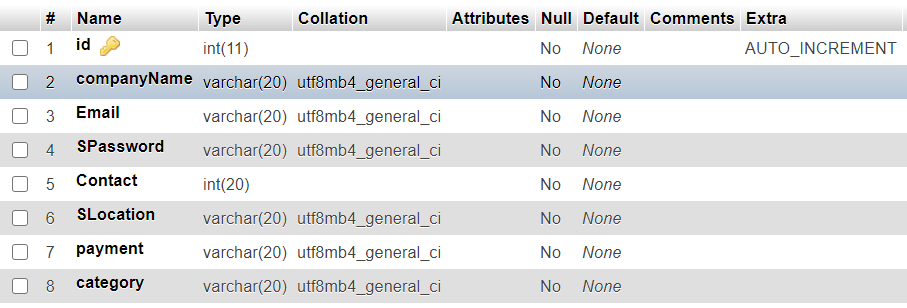 # Name Type Collation Attributes Null Default Comments Extra
1 id int(11) No None AUTO_INCREMENT
2 companyName varchar(20) utf8mb4_general_ci No None
3 Email varchar(20) utf8mb4_general_ci No None
4 SPassword varchar(20) utf8mb4_general_ci No None
5 Contact int(20) No None
6 SLocation varchar(20) utf8mb4_general_ci No None
7 payment varchar(20) utf8mb4_general_ci No None
8 category varchar(20) utf8mb4_general_ci No None